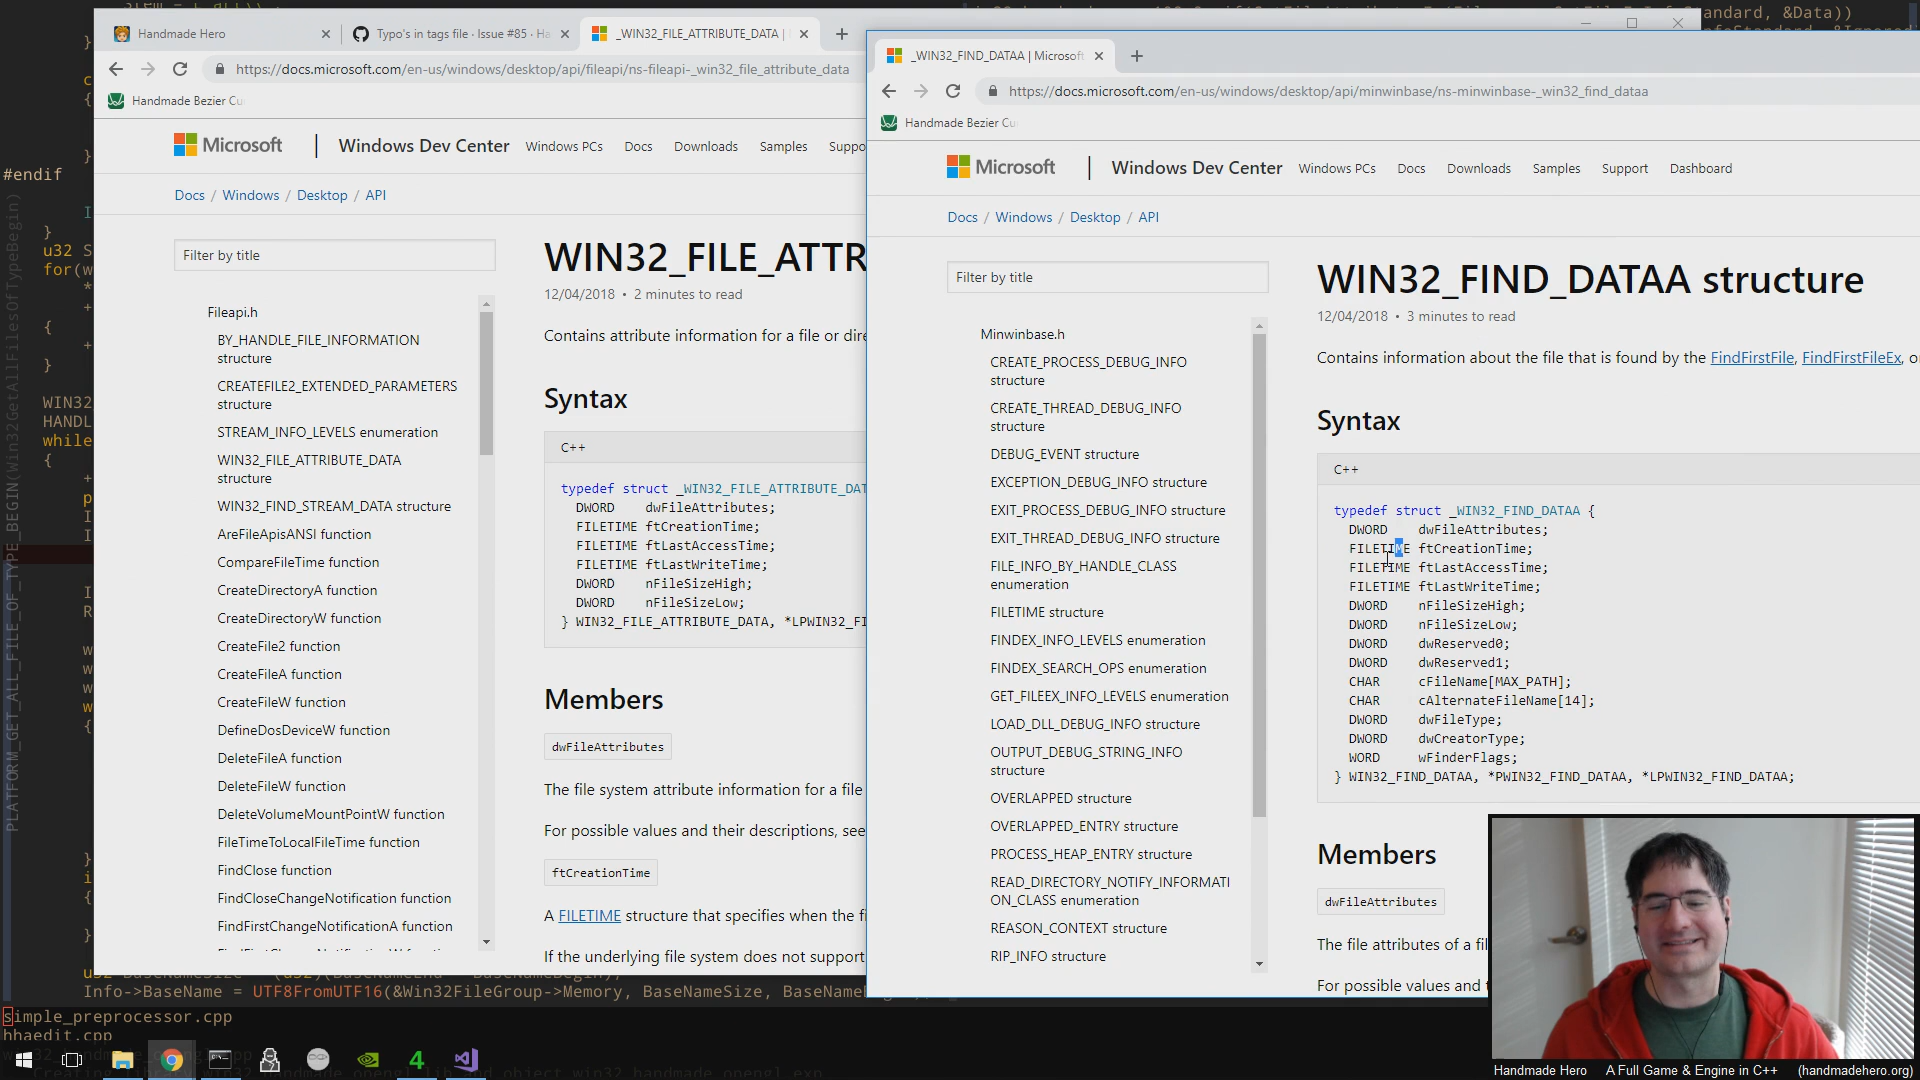 Handmade Hero
Typo's in tags file · Issue #85 · Ha
_WIN32_FILE_ATTRIBUTE_DATA |
https://docs.microsoft.com/en-us/windows/desktop/api/fileapi/ns-fileapi-_win32_file_attribute_data
Handmade Bezier Cu
Microsoft
Windows Dev Center
Windows PCs
Docs
Downloads
Samples
Suppo
Docs / Windows / Desktop / API
Filter by title
Fileapi.h
BY_HANDLE_FILE_INFORMATION
structure
CREATEFILE2_EXTENDED_PARAMETERS
structure
STREAM_INFO_LEVELS enumeration
WIN32_FILE_ATTRIBUTE_DATA
structure
WIN32_FIND_STREAM_DATA structure
AreFileApisANSI function
CompareFileTime function
CreateDirectoryA function
CreateDirectoryW function
CreateFile2 function
CreateFileA function
CreateFileW function
DefineDosDeviceW function
DeleteFileA function
DeleteFileW function
DeleteVolumeMountPointW function
FileTimeToLocalFileTime function
FindClose function
FindCloseChangeNotification function
FindFirstChangeNotificationA function
WIN32_FILE_ATTR
12/04/2018 • 2 minutes to read
Contains attribute information for a file or dire
Syntax
C++
typedef struct _WIN32_FILE_ATTRIBUTE_DAT
DWORD dwFileAttributes;
FILETIME ftCreationTime;
FILETIME ftLastAccessTime;
FILETIME ftLastWriteTime;
DWORD nFileSizeHigh;
DWORD nFileSizeLow;
} WIN32_FILE_ATTRIBUTE_DATA, *LPWIN32_FI
Members
dwFileAttributes
The file system attribute information for a file
For possible values and their descriptions, see
ftCreationTime
A FILETIME structure that specifies when the fi
If the underlying file system does not support
_WIN32_FIND_DATAA | Microsoft
https://docs.microsoft.com/en-us/windows/desktop/api/minwinbase/ns-minwinbase-_win32_find_dataa
Handmade Bezier Cu
Microsoft
Windows Dev Center
Windows PCs
Docs
Downloads
Samples
Support
Dashboard
Docs / Windows / Desktop / API
Filter by title
Minwinbase.h
CREATE_PROCESS_DEBUG_INFO
structure
CREATE_THREAD_DEBUG_INFO
structure
DEBUG_EVENT structure
EXCEPTION_DEBUG_INFO structure
EXIT_PROCESS_DEBUG_INFO structure
EXIT_THREAD_DEBUG_INFO structure
FILE_INFO_BY_HANDLE_CLASS
enumeration
FILETIME structure
FINDEX_INFO_LEVELS enumeration
FINDEX_SEARCH_OPS enumeration
GET_FILEEX_INFO_LEVELS enumeration
LOAD_DLL_DEBUG_INFO structure
OUTPUT_DEBUG_STRING_INFO
structure
OVERLAPPED structure
OVERLAPPED_ENTRY structure
PROCESS_HEAP_ENTRY structure
READ_DIRECTORY_NOTIFY_INFORMATI
ON_CLASS enumeration
REASON_CONTEXT structure
RIP_INFO structure
WIN32_FIND_DATAA structure
12/04/2018 • 3 minutes to read
Contains information about the file that is found by the FindFirstFile, FindFirstFileEx, o
Syntax
C++
typedef struct _WIN32_FIND_DATAA {
DWORD dwFileAttributes;
FILETIME ftCreationTime;
FILETIME ftLastAccessTime;
FILETIME ftLastWriteTime;
DWORD nFileSizeHigh;
DWORD nFileSizeLow;
DWORD dwReserved0;
DWORD dwReserved1;
CHAR cFileName[MAX_PATH];
CHAR cAlternateFileName[14];
DWORD dwFileType;
DWORD dwCreatorType;
WORD wFinderFlags;
} WIN32_FIND_DATAA, *PWIN32_FIND_DATAA, *LPWIN32_FIND_DATAA;
Members
dwFileAttributes
The file attributes of a fil
For possible values and t
andard, &Data))
}
{
}
#endif
}
u32 S
for(w
{
}
WIN32
HANDL
while
{
PLATFORM_GET_ALL_FILE_OF_TYPE_BEGIN(Win32GetAllFilesOfTypeBegin)
Info->BaseName = UTF8FromUTF16(&Win32FileGroup->Memory, BaseNameSize, BaseName
simple_preprocessor.cpp
hhaedit.cpp
Handmade Hero
A Full Game & Engine in C++
(handmadehero.org)